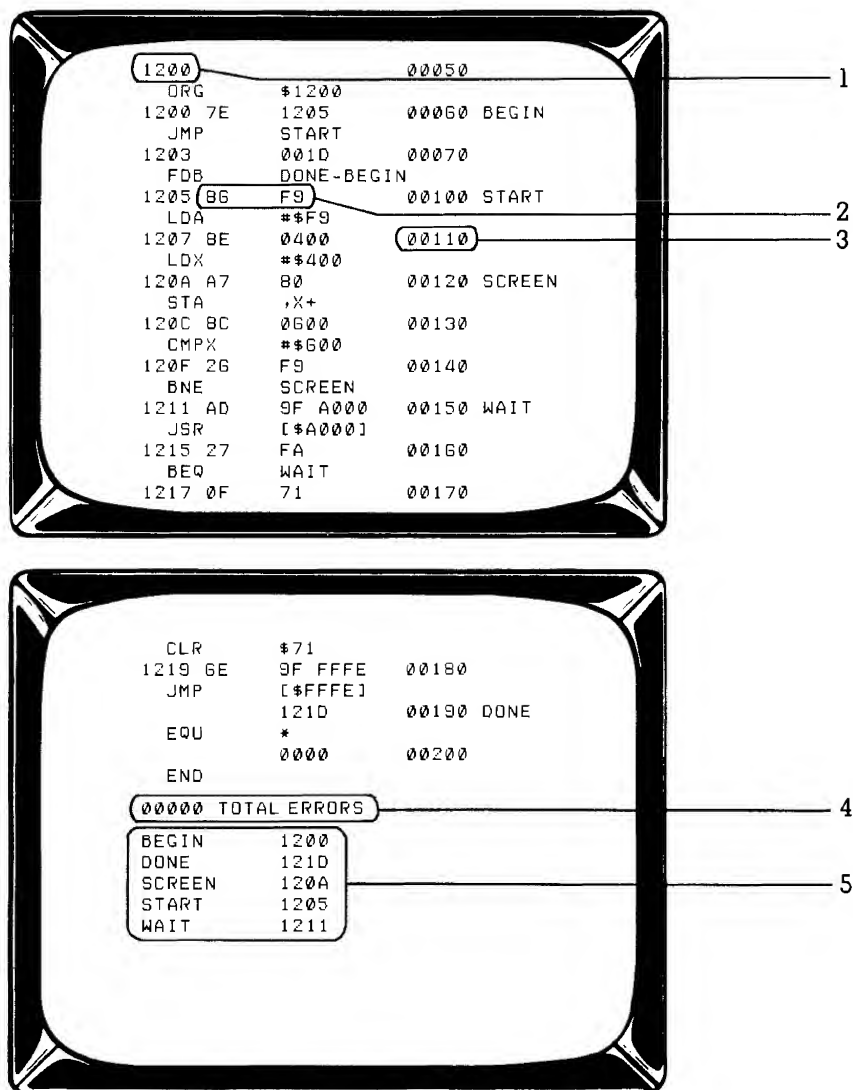 1200 00050 1
ORG $1200
1200 7E 1205 00060 BEGIN
JMP START
1203 001D 00070
FDB DONE-BEGIN
1205 86 F9 00100 START 2
LDA #$F9
1207 8E 0400 00110 3
LDX #$400
120A A7 80 00120 SCREEN
STA ,X+
120C 8C 0600 00130
CMPX #$600
120F 26 F9 00140
BNE SCREEN
1211 AD 9F A000 00150 WAIT
JSR [$A000]
1215 27 FA 00160
BEQ WAIT
1217 0F 71 00170
CLR $71
1219 6E 9F FFFE 00180
JMP [$FFFE]
121D 00190 DONE
EQU *
0000 00200
END
00000 TOTAL ERRORS 4
BEGIN 1200
DONE 121D
SCREEN 120A 5
START 1205
WAIT 1211